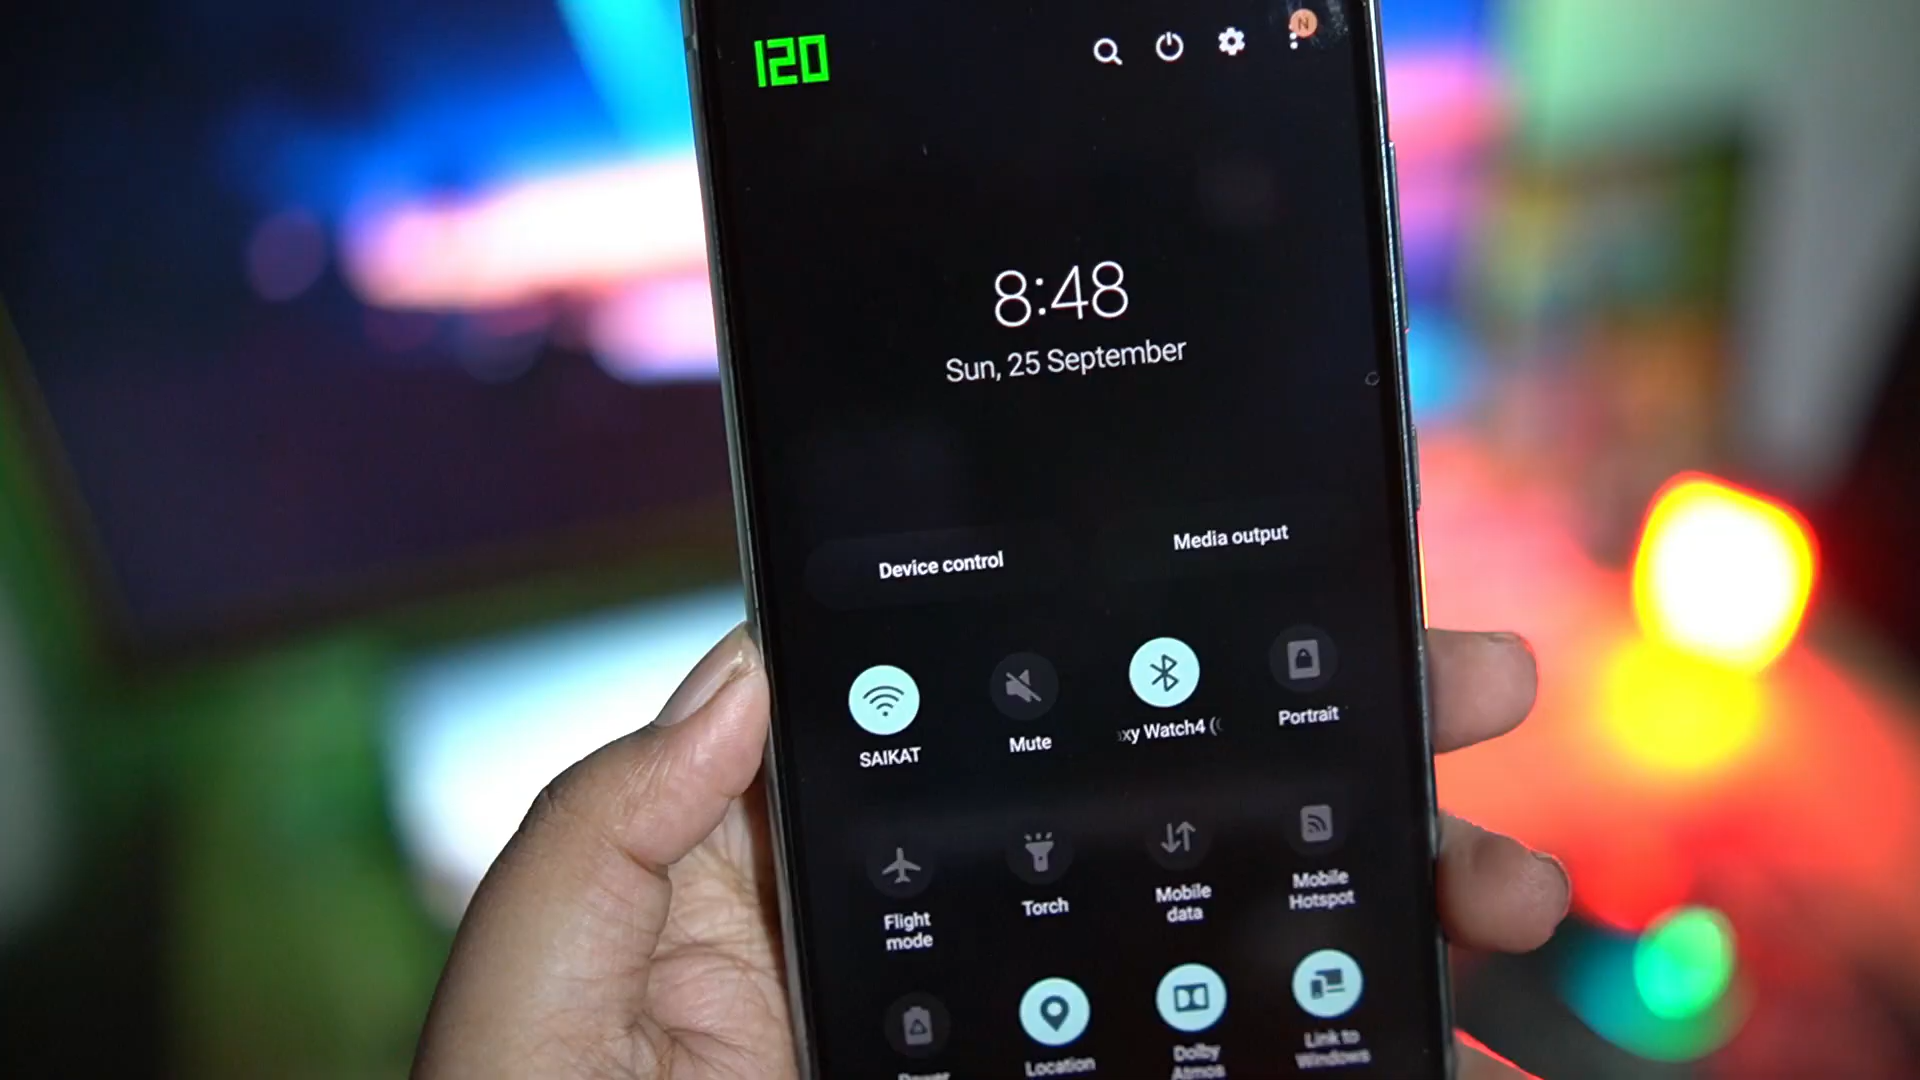 120
N
8:48
Sun, 25 September
Device control
Media output
SAIKAT
Mute
xy Watch4 (
Portrait
Flight
mode
Torch
Mobile
data
Mobile
Hotspot
Location
Dolby
Atmos
Link to
Windows